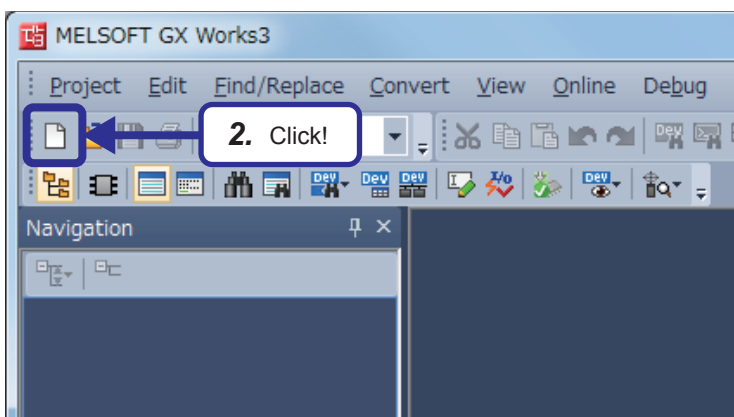 MELSOFT GX Works3
Project Edit Find/Replace Convert View Online Debug
2. Click!
Navigation